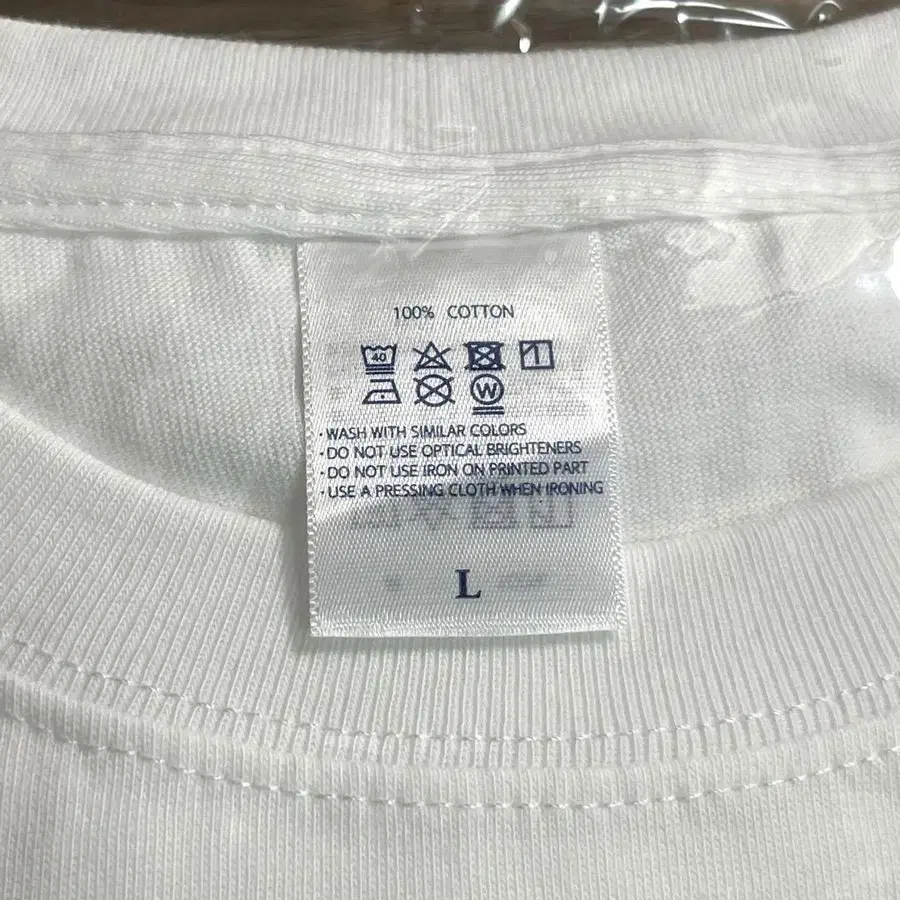 100% COTTON
40
W
· WASH WITH SIMILAR COLORS
· DO NOT USE OPTICAL BRIGHTENERS
· DO NOT USE IRON ON PRINTED PART
· USE A PRESSING CLOTH WHEN IRONING
L